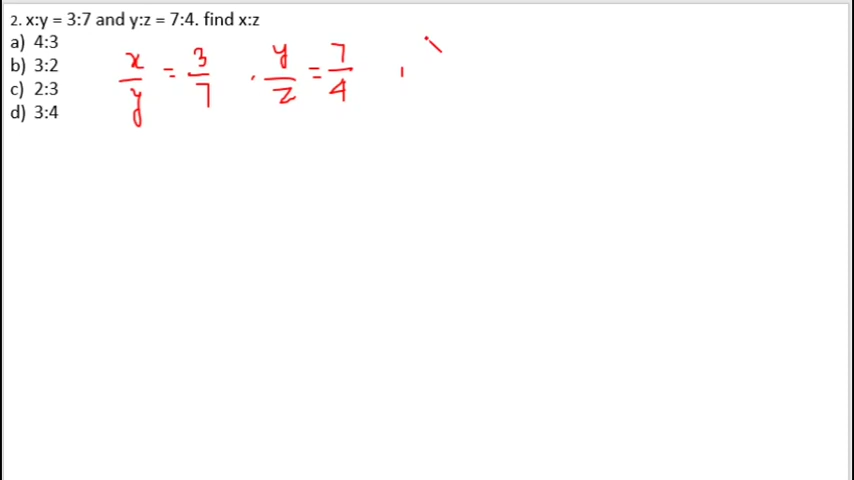 2. x:y = 3:7 and y:z = 7:4. find x:z
a) 4:3
b) 3:2
c) 2:3
d) 3:4
x/y = 3/7 . y/z = 7/4 ,